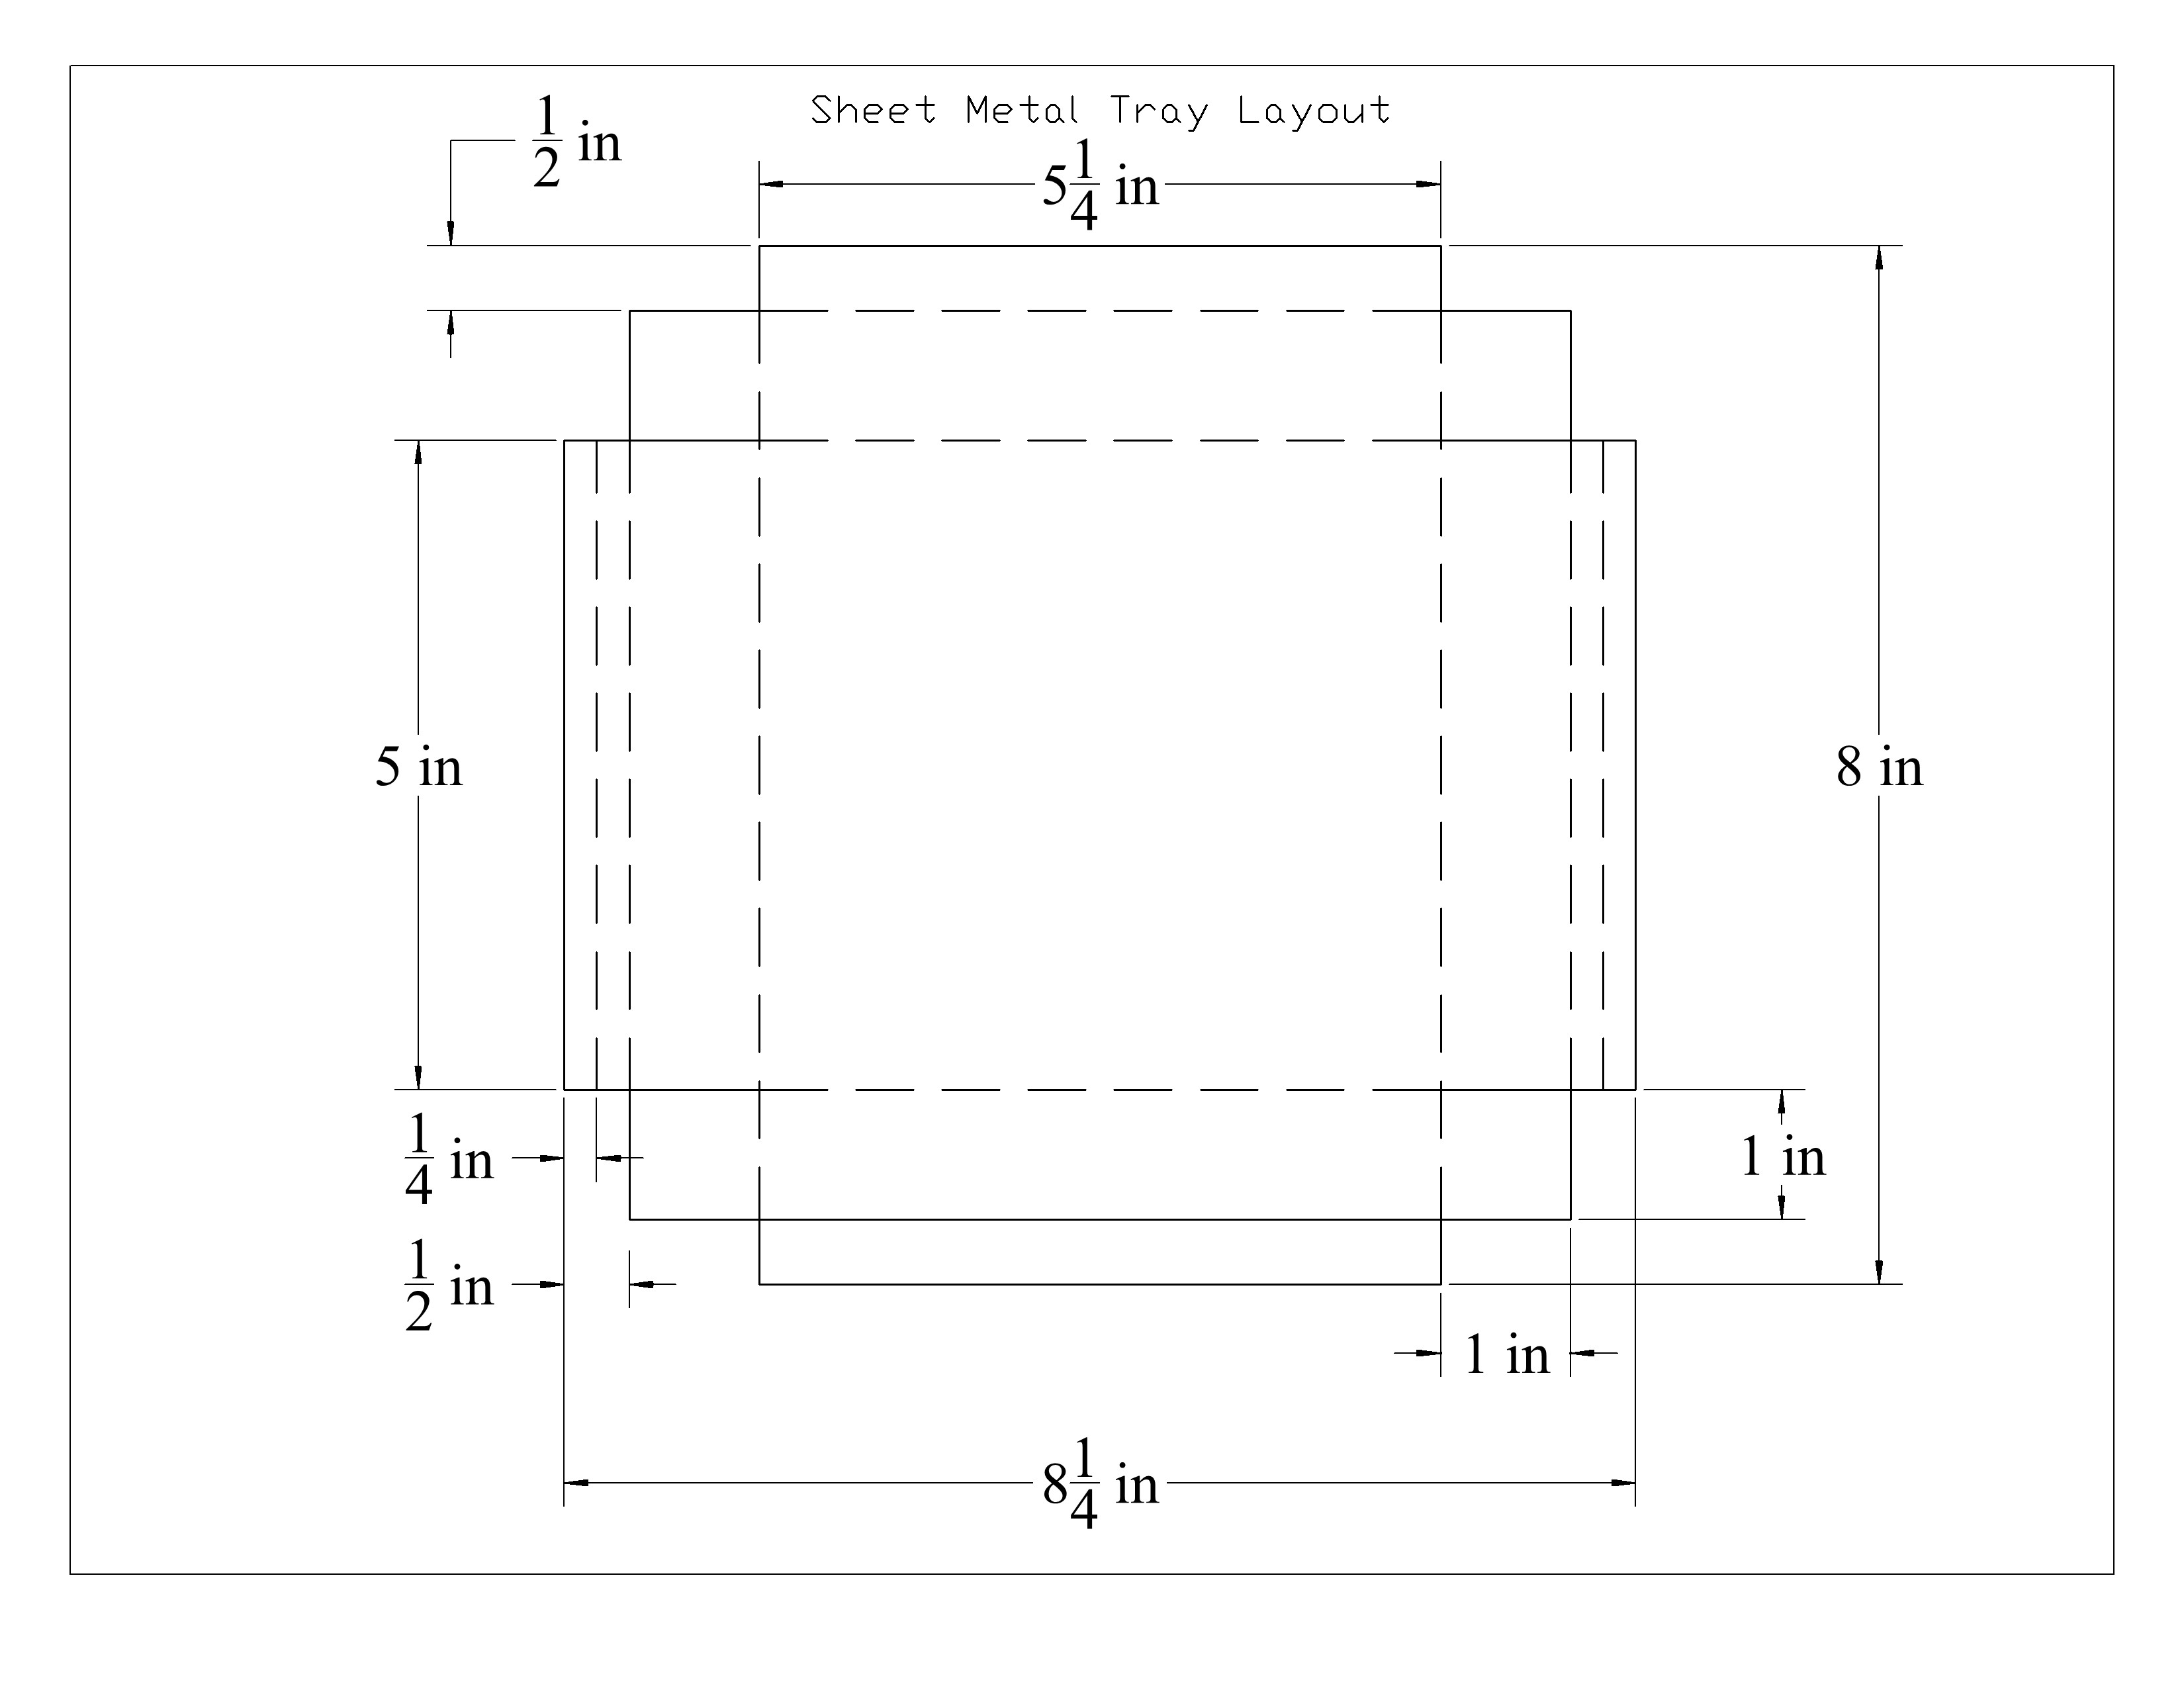 Sheet Metal Tray Layout
1/2 in
5 1/4 in
5 in
8 in
1/4 in
1 in
1/2 in
1 in
8 1/4 in